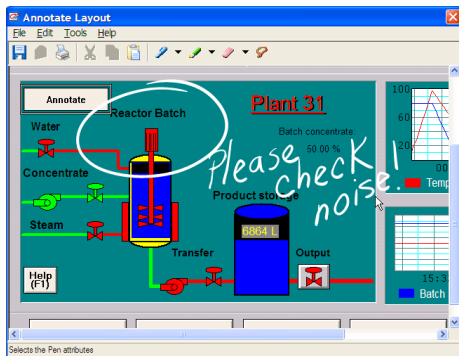 Annotate Layout
File Edit Tools Help
Annotate
Reactor Batch
Plant 31
Water
Batch concentrate:
50.00 %
Please
check
noise!
Concentrate
Product storage
Steam
6864 L
Transfer
Output
Help
(F1)
100
60
20
00
Temp
15:3
Batch
Selects the Pen attributes